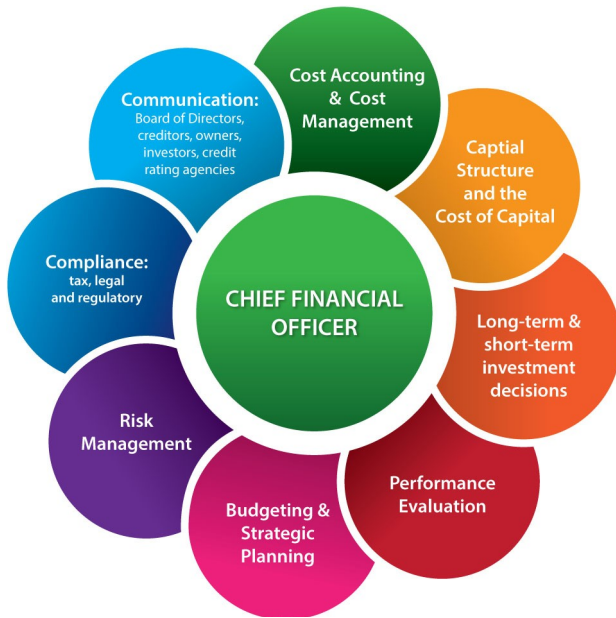 Cost Accounting
& Cost
Management
Captial
Structure
and the
Cost of Capital
Long-term &
short-term
investment
decisions
Performance
Evaluation
Budgeting &
Strategic
Planning
Risk
Management
Compliance:
tax, legal
and regulatory
Communication:
Board of Directors,
creditors, owners,
investors, credit
rating agencies
CHIEF FINANCIAL
OFFICER